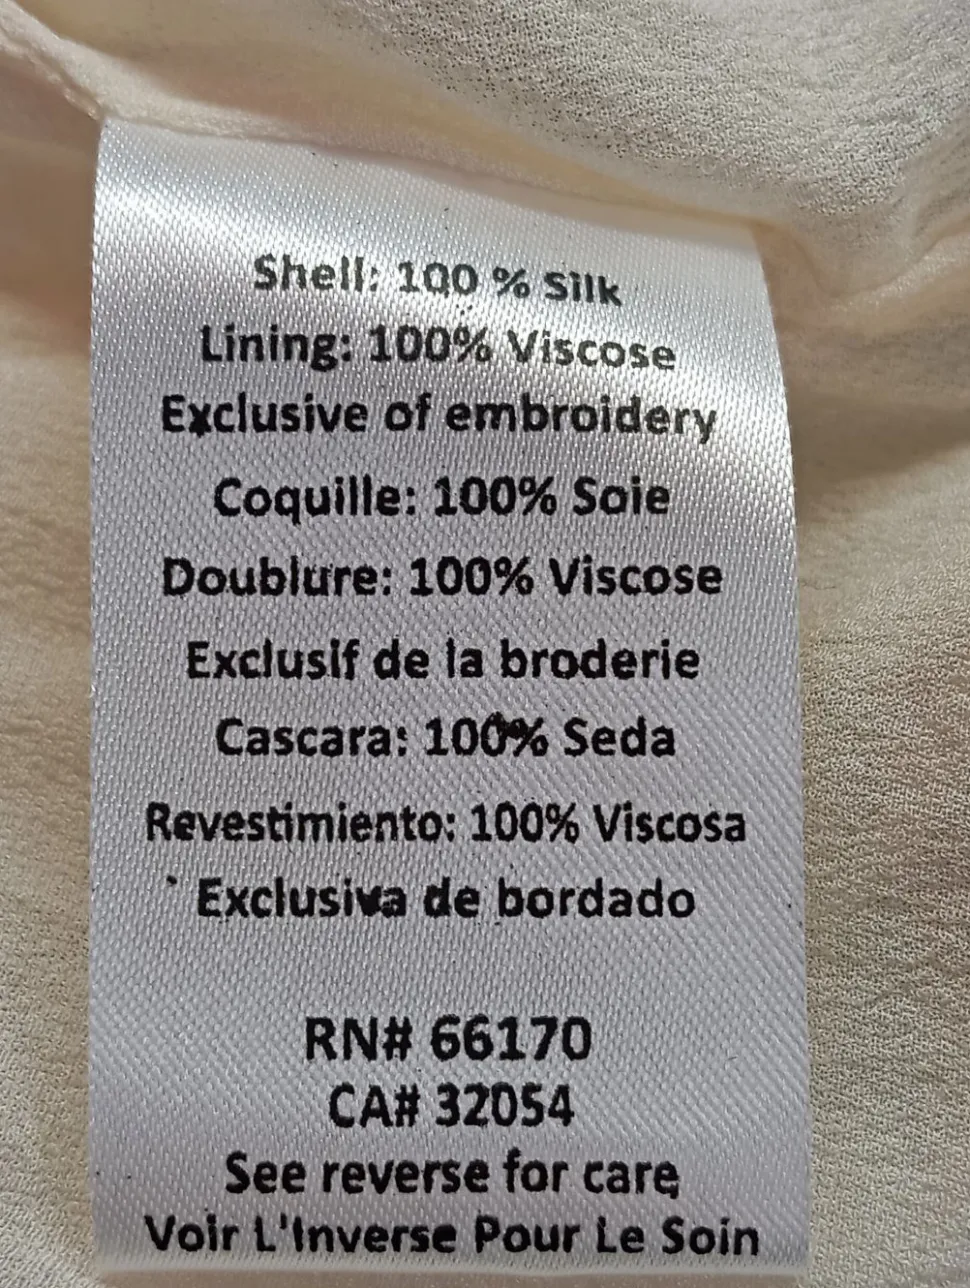 Shell: 100 % Silk
Lining: 100% Viscose
Exclusive of embroidery
Coquille: 100% Soie
Doublure: 100% Viscose
Exclusif de la broderie
Cascara: 100% Seda
Revestimiento: 100% Viscosa
Exclusiva de bordado
RN# 66170
CA# 32054
See reverse for care
Voir L'Inverse Pour Le Soin